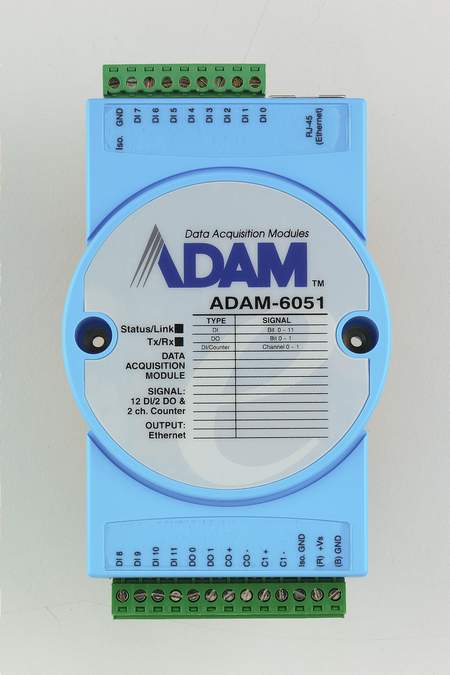 Iso. GND
DI 7
DI 6
DI 5
DI 4
DI 3
DI 2
DI 1
DI 0
RJ-45
(Ethernet)
Data Acquisition Modules
ADAM TM
ADAM-6051
Status/Link
Tx/Rx
DATA
ACQUISITION
MODULE
SIGNAL:
12 DI/2 DO &
2 ch. Counter
OUTPUT:
Ethernet
TYPE SIGNAL
DI Bit 0 ~ 11
DO Bit 0 ~ 1
DI/Counter Channel 0 ~ 1
DI 8
DI 9
DI 10
DI 11
DO 0
DO 1
C0 +
C0 -
C1 +
C1 -
Iso. GND
(R) +Vs
(B) GND